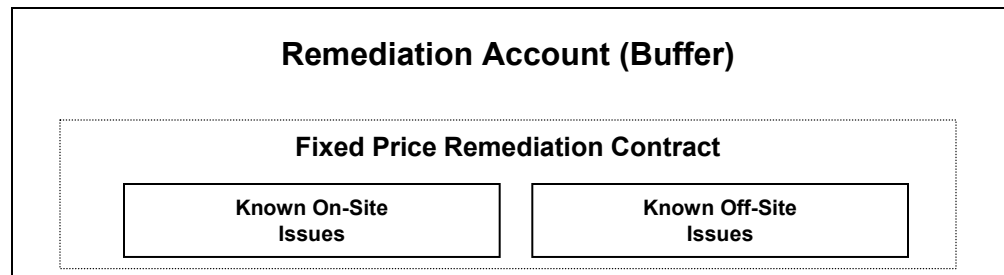 Remediation Account (Buffer)
Fixed Price Remediation Contract
Known On-Site
Issues
Known Off-Site
Issues